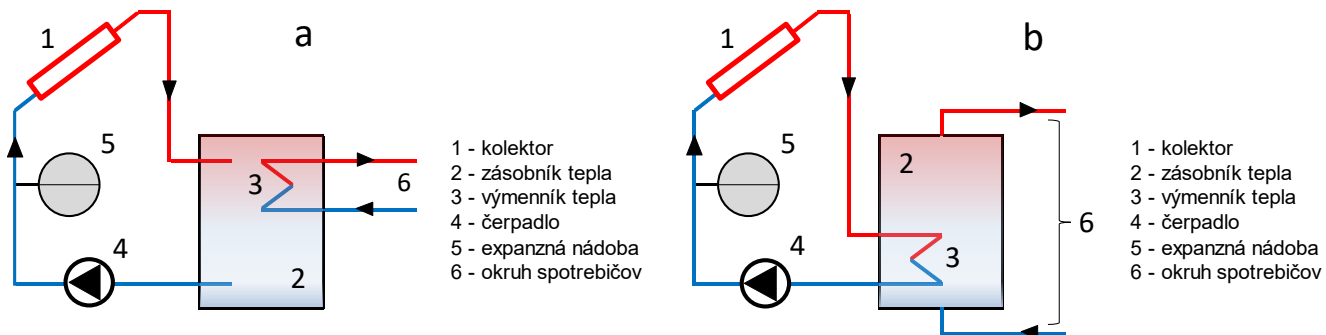 a
1
5
4
3
6
2
1 - kolektor
2 - zásobník tepla
3 - výmenník tepla
4 - čerpadlo
5 - expanzná nádoba
6 - okruh spotrebičov
b
1
5
4
2
3
6
1 - kolektor
2 - zásobník tepla
3 - výmenník tepla
4 - čerpadlo
5 - expanzná nádoba
6 - okruh spotrebičov